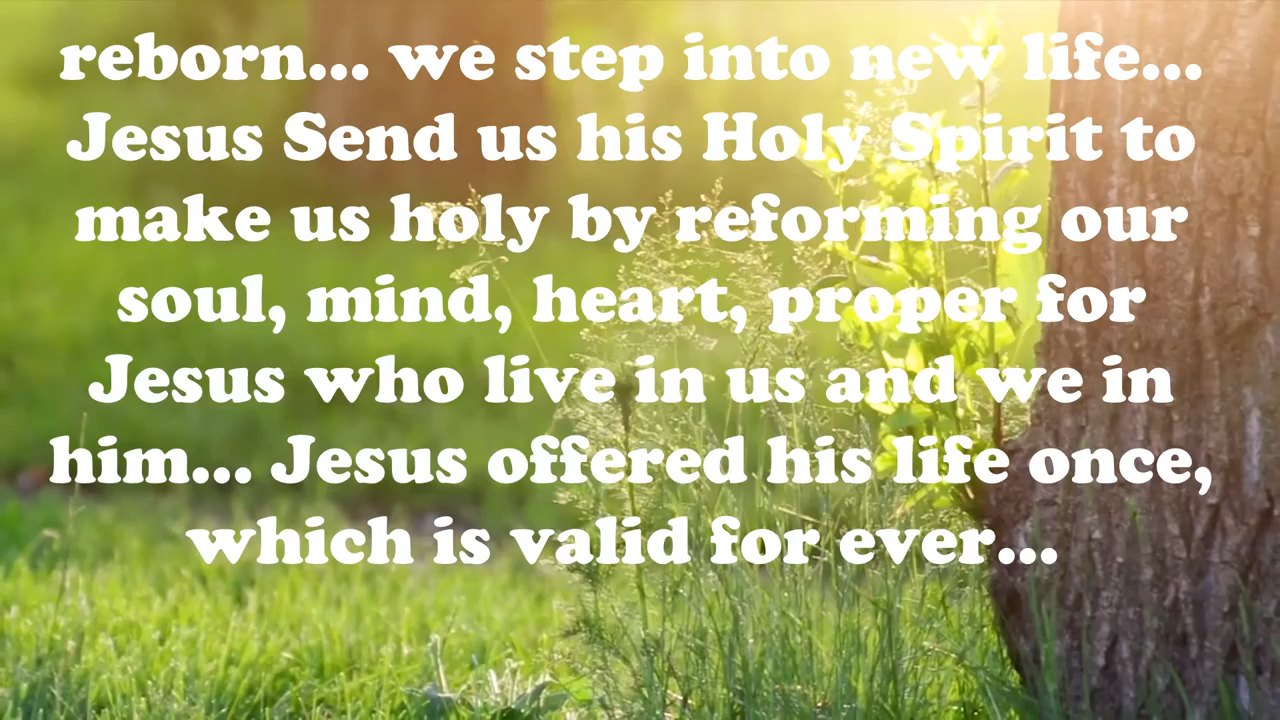 reborn... we step into new life...
Jesus Send us his Holy Spirit to
make us holy by reforming our
soul, mind, heart, proper for
Jesus who live in us and we in
him... Jesus offered his life once,
which is valid for ever...